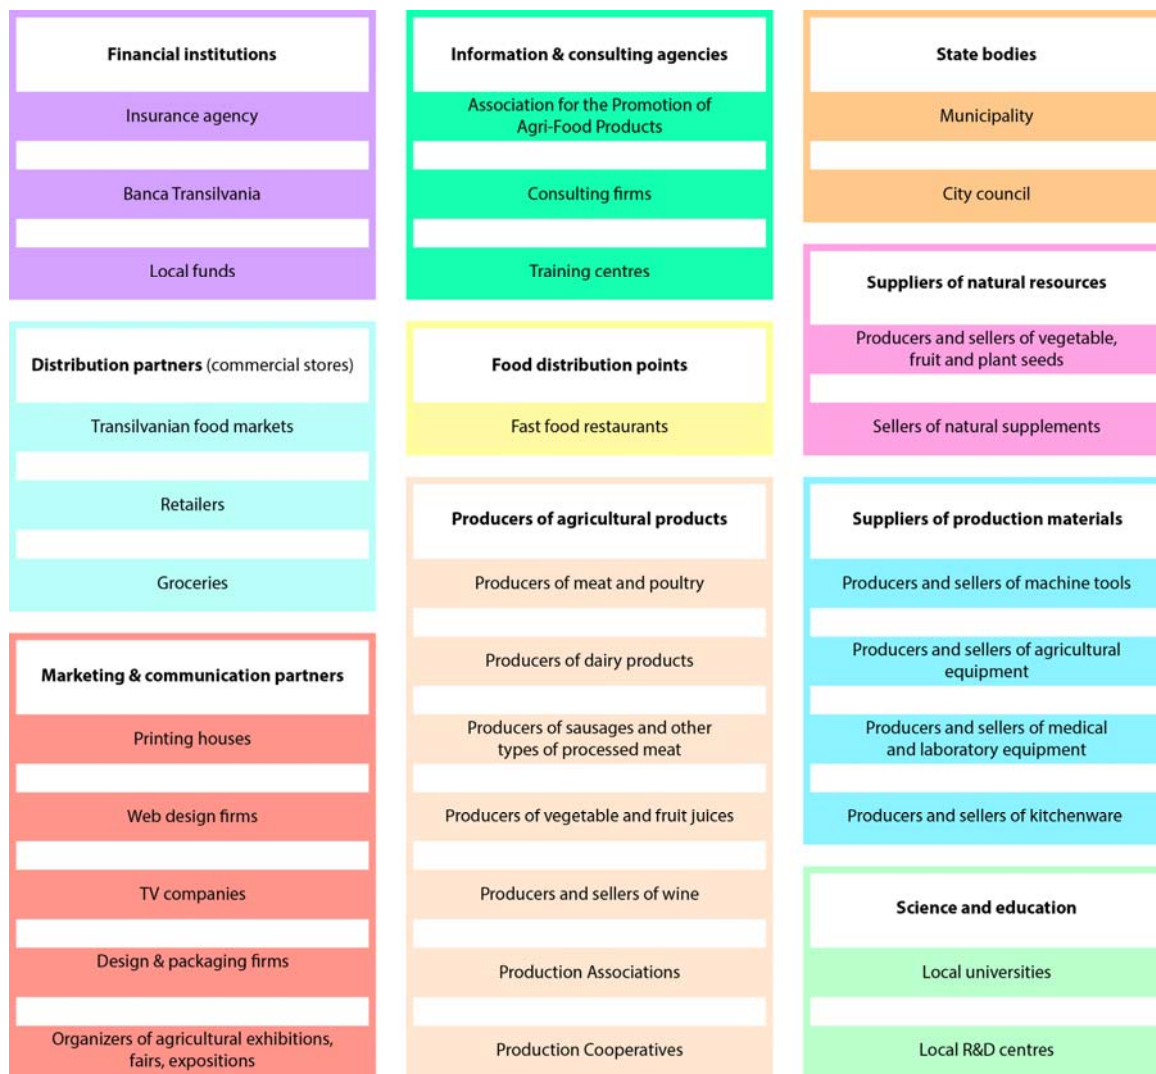 Financial institutions
Insurance agency
Banca Transilvania
Local funds
Distribution partners (commercial stores)
Transilvanian food markets
Retailers
Groceries
Marketing & communication partners
Printing houses
Web design firms
TV companies
Design & packaging firms
Organizers of agricultural exhibitions,
fairs, expositions
Information & consulting agencies
Association for the Promotion of
Agri-Food Products
Consulting firms
Training centres
Food distribution points
Fast food restaurants
Producers of agricultural products
Producers of meat and poultry
Producers of dairy products
Producers of sausages and other
types of processed meat
Producers of vegetable and fruit juices
Producers and sellers of wine
Production Associations
Production Cooperatives
State bodies
Municipality
City council
Suppliers of natural resources
Producers and sellers of vegetable,
fruit and plant seeds
Sellers of natural supplements
Suppliers of production materials
Producers and sellers of machine tools
Producers and sellers of agricultural
equipment
Producers and sellers of medical
and laboratory equipment
Producers and sellers of kitchenware
Science and education
Local universities
Local R&D centres